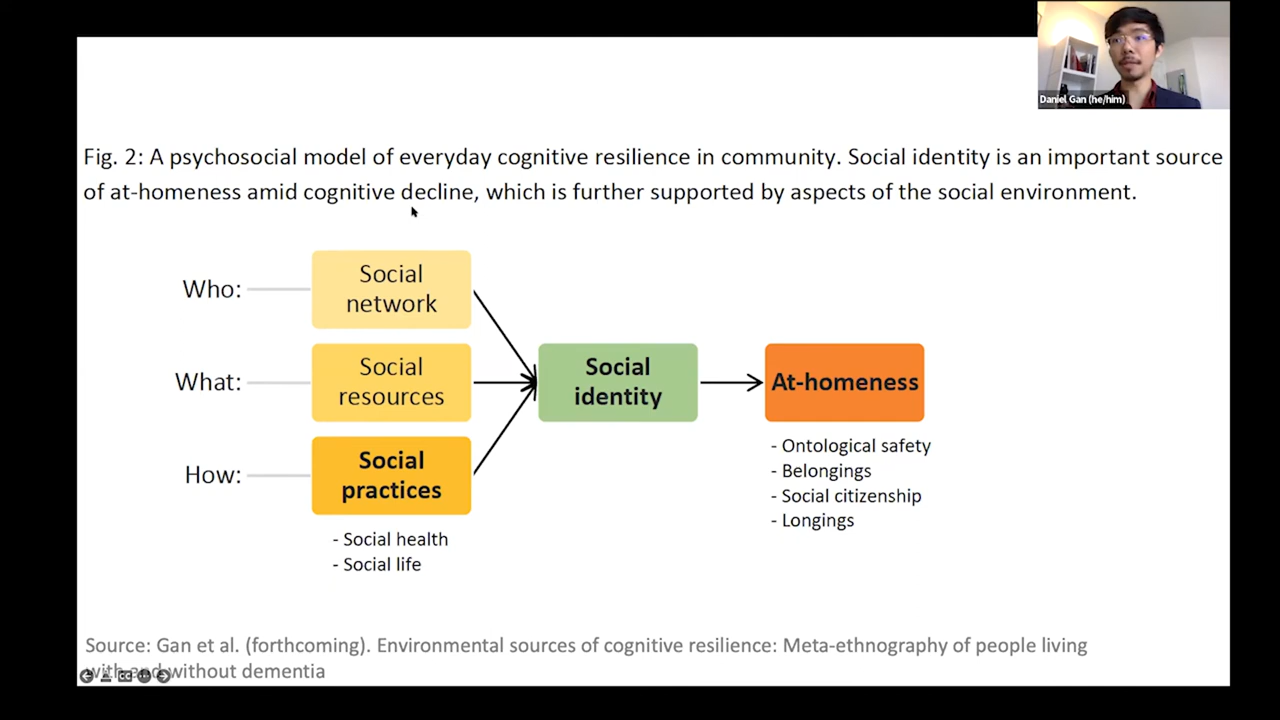 Daniel Gan (he/him)
Fig. 2: A psychosocial model of everyday cognitive resilience in community. Social identity is an important source
of at-homeness amid cognitive decline, which is further supported by aspects of the social environment.
Who:
Social
network
What:
Social
resources
How:
Social
practices
- Social health
- Social life
Social
identity
At-homeness
- Ontological safety
- Belongings
- Social citizenship
- Longings
Source: Gan et al. (forthcoming). Environmental sources of cognitive resilience: Meta-ethnography of people living
with and without dementia